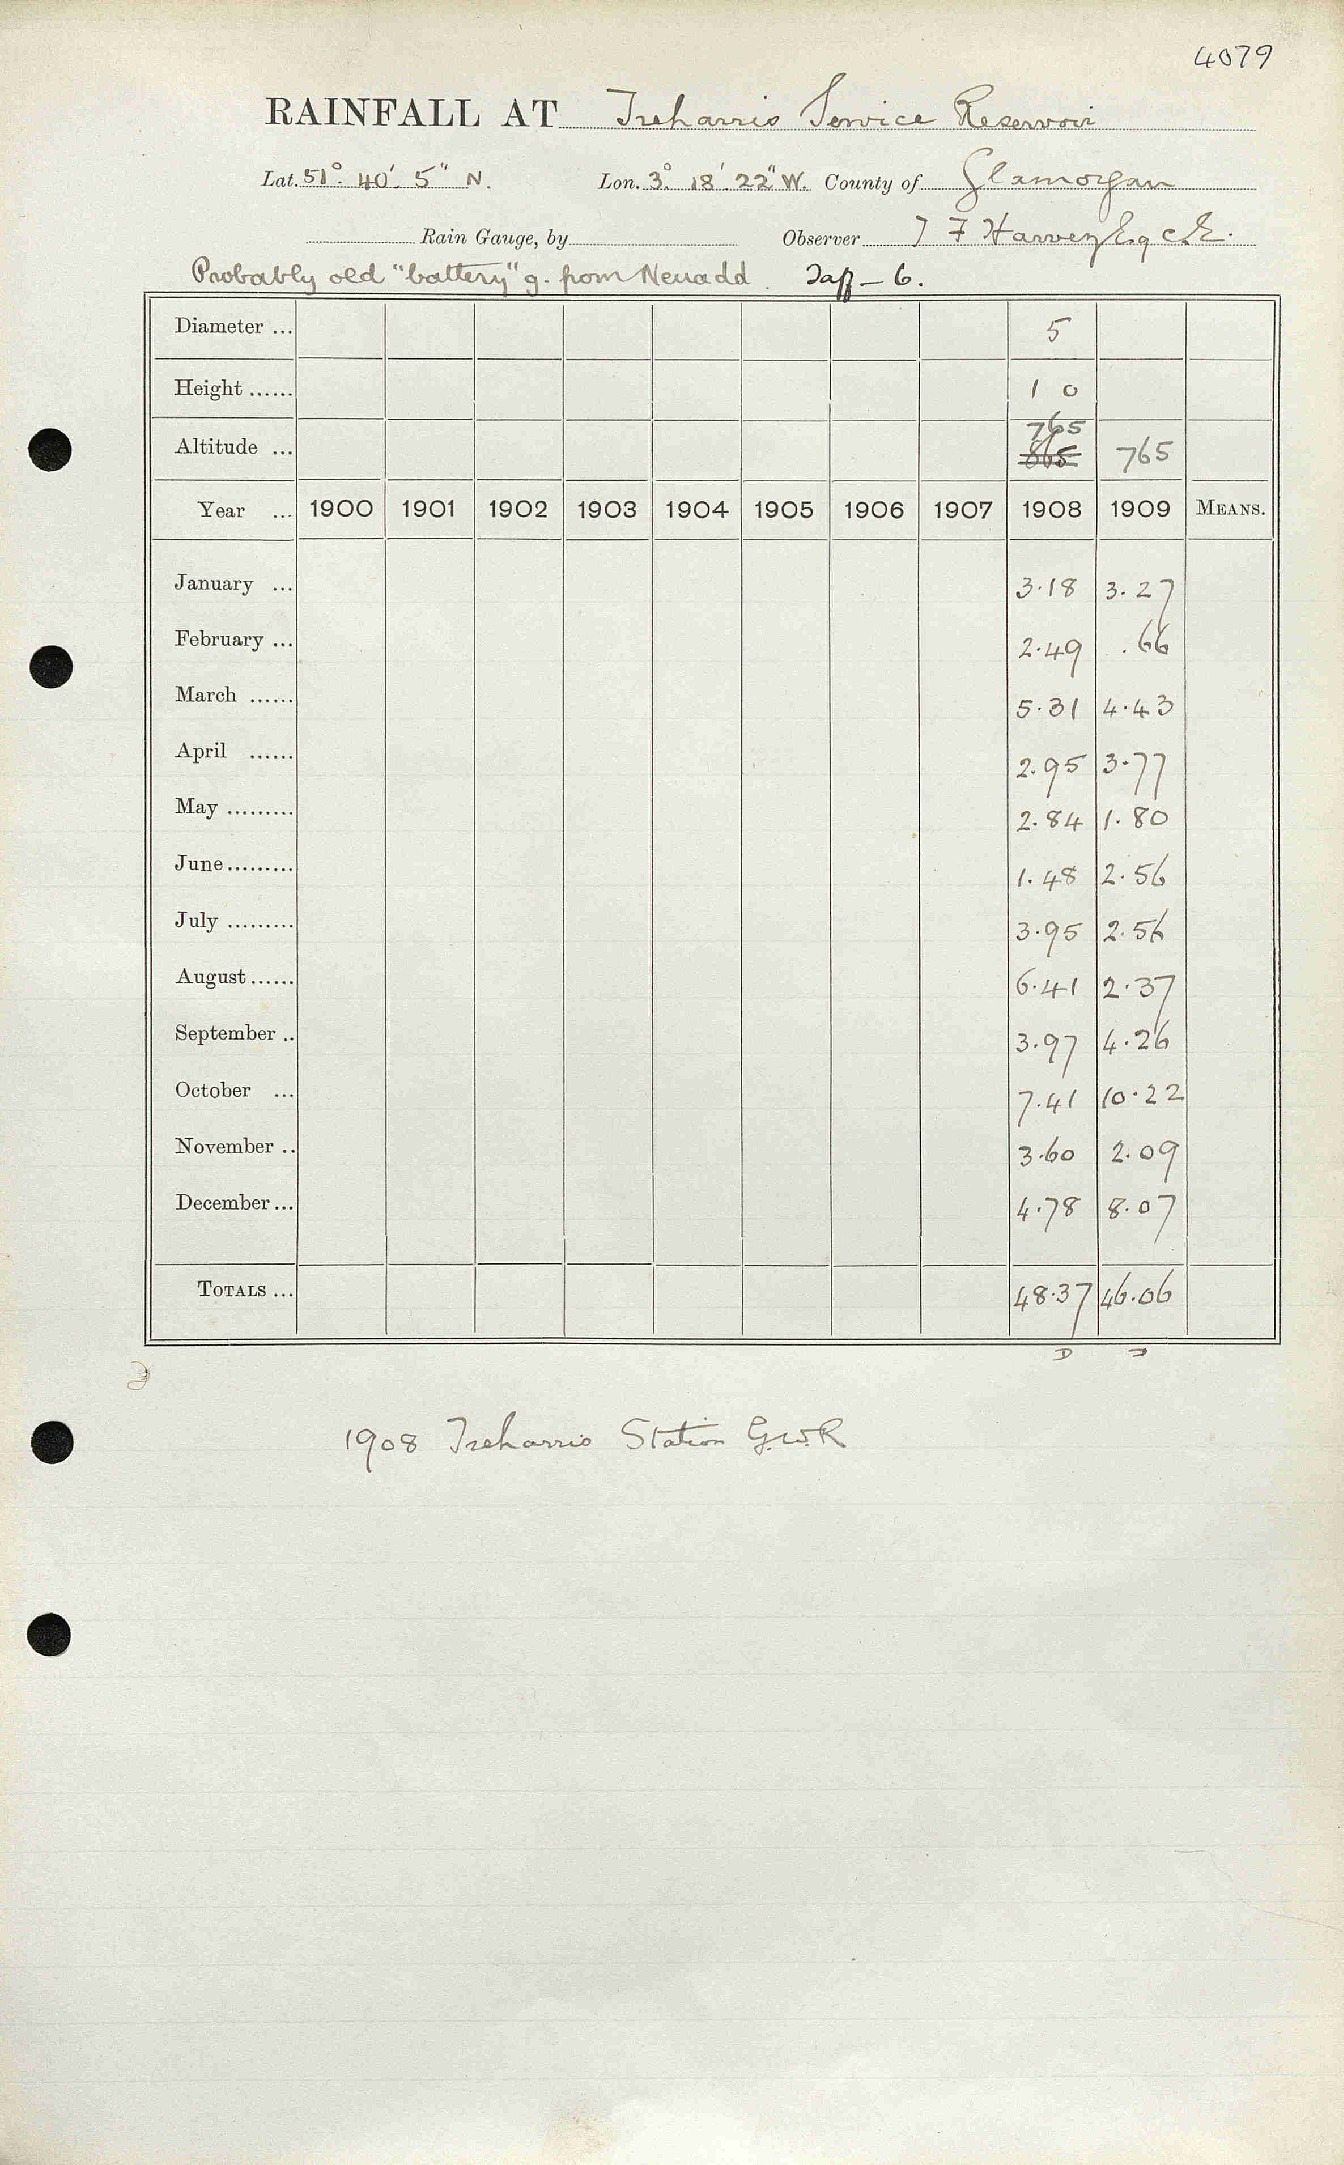 4079
RAINFALL AT Treharris Service Reservoir
Lat. 51° 40' 5" N. Lon. 3° 18' 22" W. County of Glamorgan
Rain Gauge, by Observer T F Harvey Esq C.E.
Probably old "battery" g. from Neuadd. Taff - 6.
Diameter ... 5
Height ...... 1 0
765
Altitude ... 865 765
Year ... 1900 1901 1902 1903 1904 1905 1906 1907 1908 1909 MEANS.
January ... 3.18 3.27
February ... 2.49 .66
March ...... 5.31 4.43
April ...... 2.95 3.77
May ......... 2.84 1.80
June ......... 1.48 2.56
July ......... 3.95 2.56
August ...... 6.41 2.37
September .. 3.97 4.26
October ... 7.41 10.22
November .. 3.60 2.09
December ... 4.78 8.07
TOTALS ... 48.37 46.06
1908 Treharris Station G.W.R